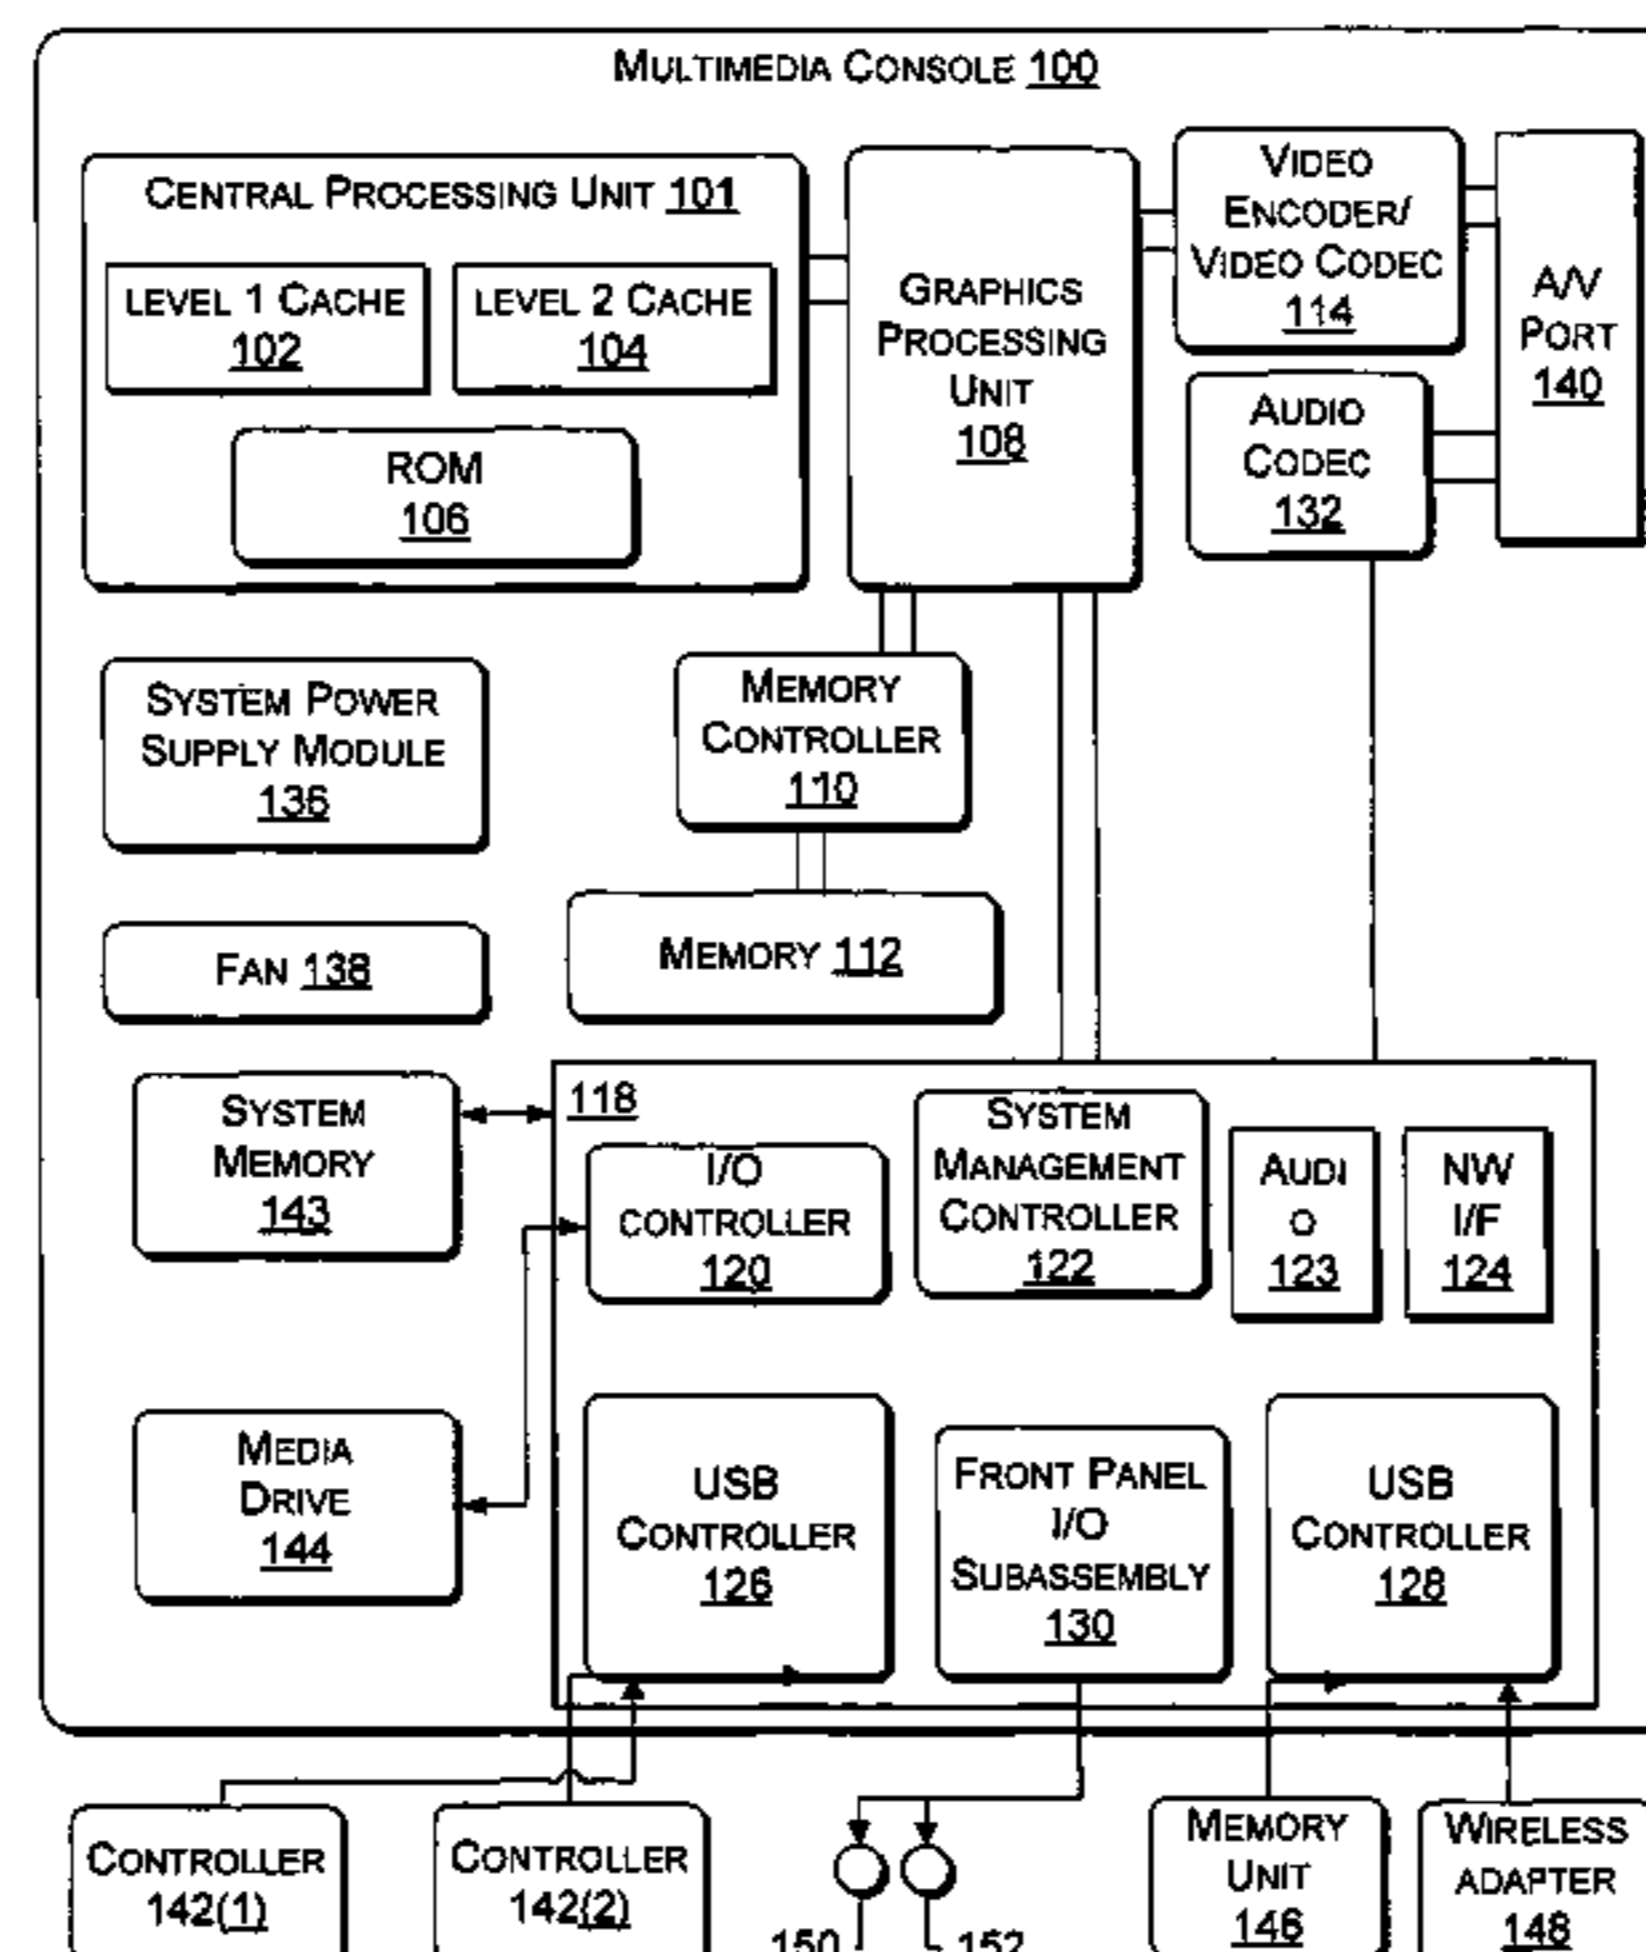 MULTIMEDIA CONSOLE 100
CENTRAL PROCESSING UNIT 101
LEVEL 1 CACHE
102
LEVEL 2 CACHE
104
ROM
106
GRAPHICS
PROCESSING
UNIT
108
VIDEO
ENCODER/
VIDEO CODEC
114
AUDIO
CODEC
132
A/V
PORT
140
SYSTEM POWER
SUPPLY MODULE
136
MEMORY
CONTROLLER
110
FAN 138
MEMORY 112
SYSTEM
MEMORY
143
118
I/O
CONTROLLER
120
SYSTEM
MANAGEMENT
CONTROLLER
122
AUDI
O
123
NW
I/F
124
MEDIA
DRIVE
144
USB
CONTROLLER
126
FRONT PANEL
I/O
SUBASSEMBLY
130
USB
CONTROLLER
128
CONTROLLER
142(1)
CONTROLLER
142(2)
150
152
MEMORY
UNIT
146
WIRELESS
ADAPTER
148